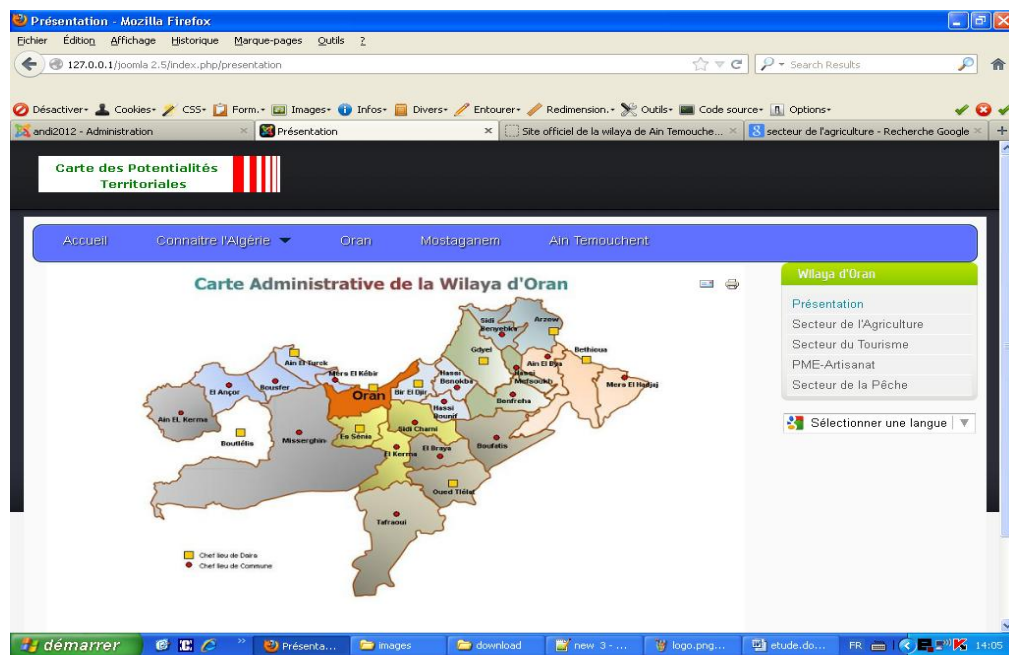 Présentation - Mozilla Firefox
Fichier Édition Affichage Historique Marque-pages Outils ?
127.0.0.1/joomla 2.5/index.php/presentation Search Results
Désactiver Cookies CSS Form. Images Infos Divers Entourer Redimension. Outils Code source Options
andi2012 - Administration Présentation Site officiel de la wilaya de Ain Temouche... secteur de l'agriculture - Recherche Google
Carte des Potentialités
Territoriales
Accueil Connaitre l'Algérie Oran Mostaganem Ain Temouchent
Carte Administrative de la Wilaya d'Oran
Wilaya d'Oran
Présentation
Secteur de l'Agriculture
Secteur du Tourisme
PME-Artisanat
Secteur de la Pêche
Sélectionner une langue
Sidi
Benyebka
Arzew
Gdyel
Bethioua
Ain El Turck
Ain El Bya
Mers El Kébir
Hassi
Benokba
Hassi
Mefsoukh
Mers El Hadjaj
El Ançor
Bousfer
Oran
Bir El Djir
Benfreha
Hassi
Bounif
Ain EL Kerma
Sidi Chami
Boutlélis
Misserghin
Es Sénia
Boufatis
El Kerma
El Braya
Oued Tlélat
Tafraoui
Chef lieu de Daira
Chef lieu de Commune
démarrer Présenta... images download new 3 - ... logo.png... etude.do... FR 14:05